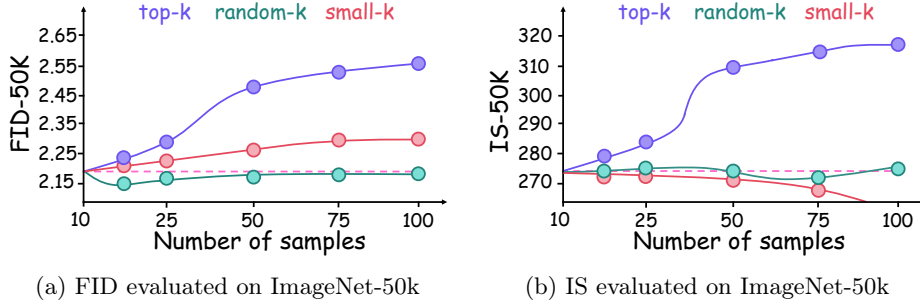 top-k random-k small-k
FID-50K
2.65
2.55
2.45
2.35
2.25
2.15
10 25 50 75 100
Number of samples
(a) FID evaluated on ImageNet-50k
top-k random-k small-k
IS-50K
320
310
300
290
280
270
10 25 50 75 100
Number of samples
(b) IS evaluated on ImageNet-50k